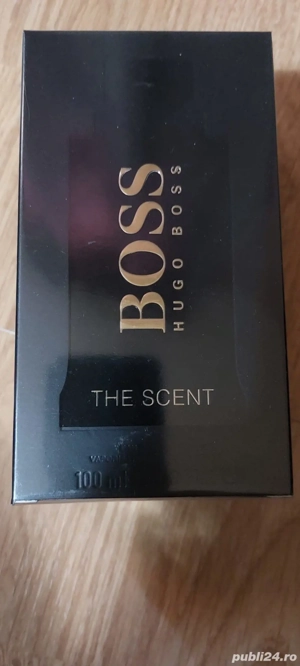 BOSS
HUGO BOSS
THE SCENT
100 ml
publi24.ro